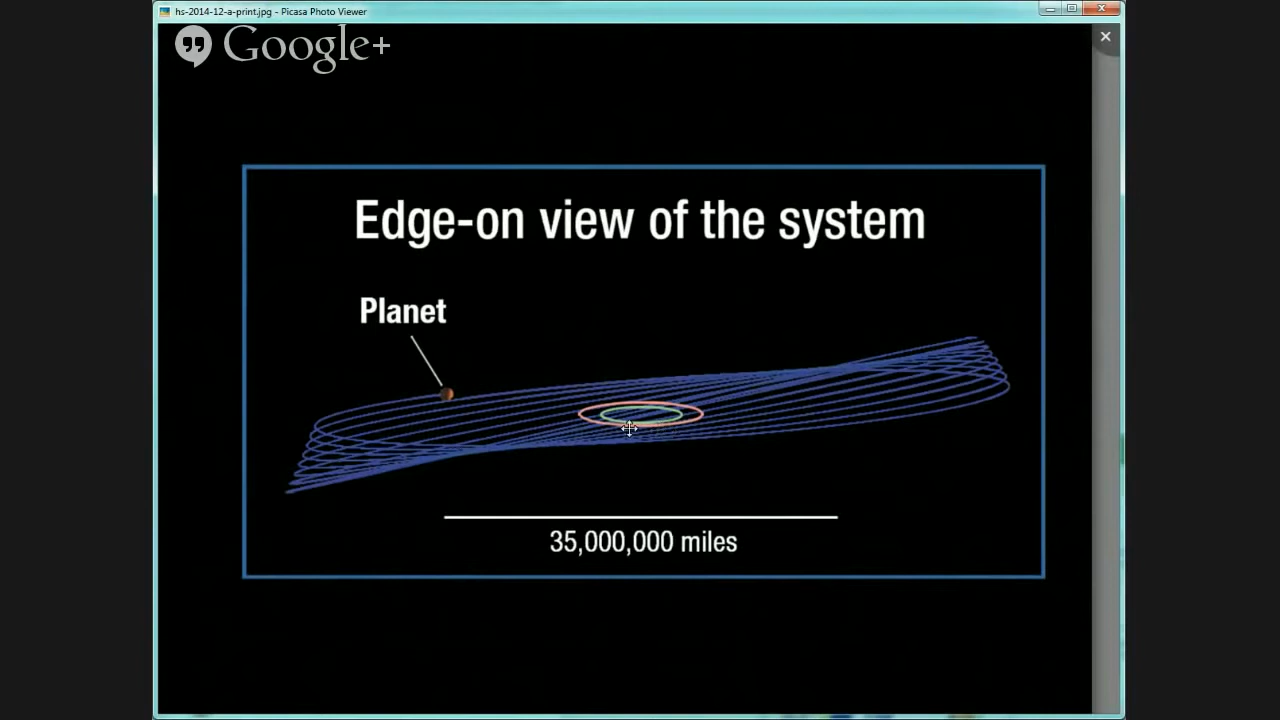 hs-2014-12-a-print.jpg - Picasa Photo Viewer
Google+
Edge-on view of the system
Planet
35,000,000 miles